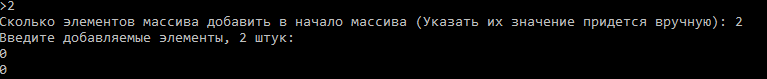 >2
Сколько элементов массива добавить в начало массива (Указать их значение придется вручную): 2
Введите добавляемые элементы, 2 штук:
0
0